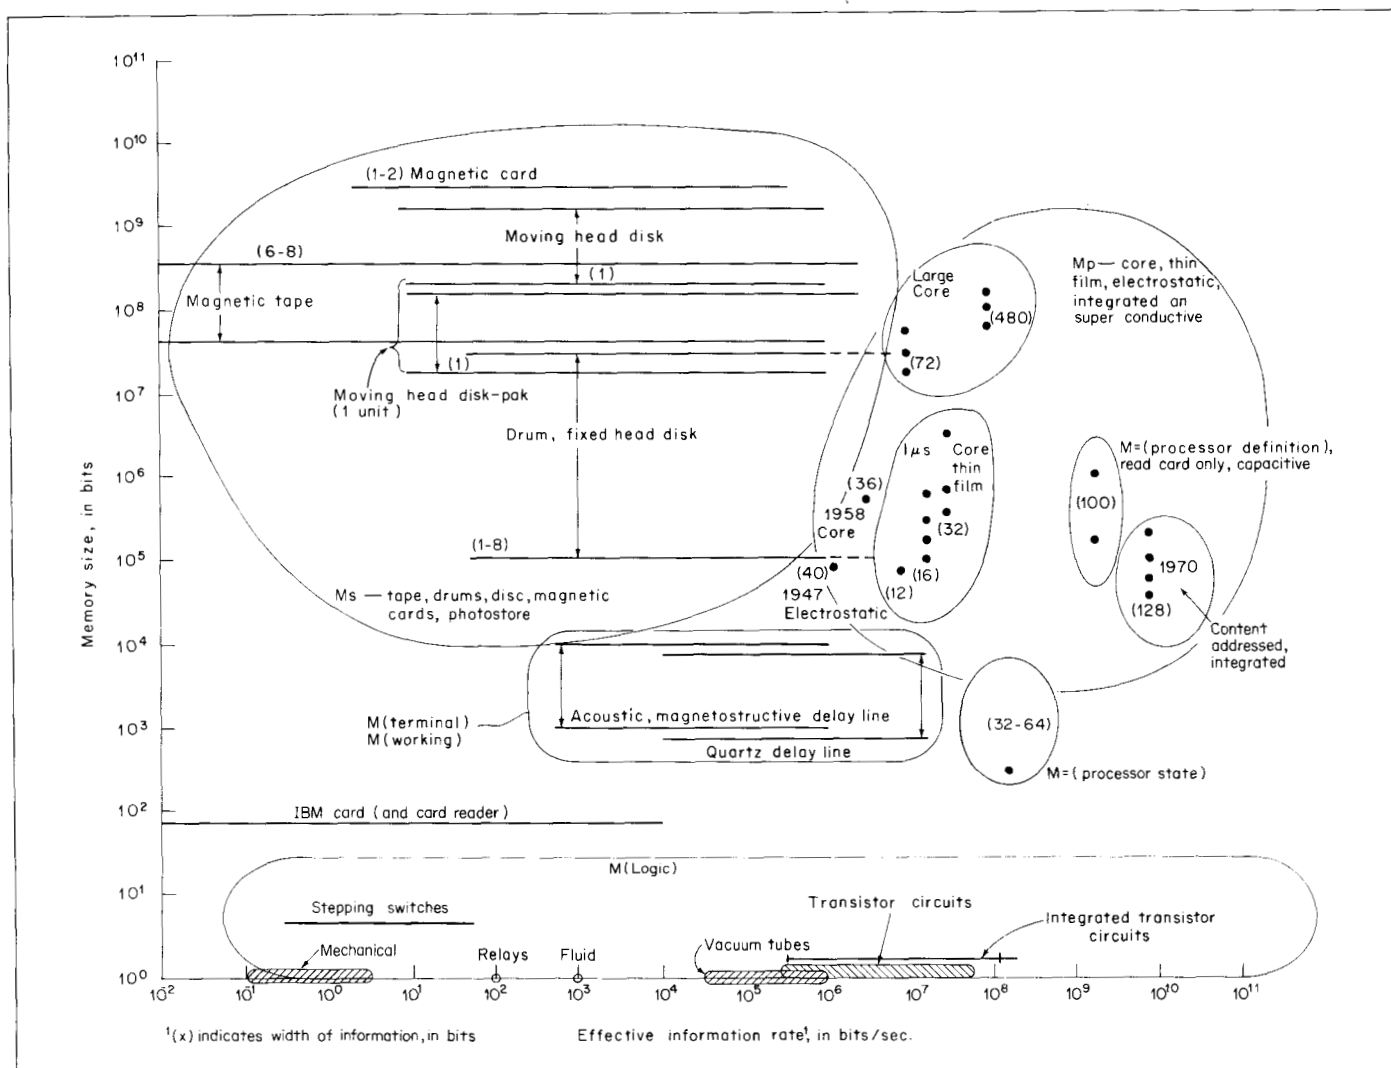 10¹¹
10¹⁰
(1-2) Magnetic card
10⁹
Moving head disk
(6-8)
(1)
Magnetic tape
10⁸
Large
Core
(480)
Mp — core, thin
film, electrostatic,
integrated an
super conductive
(72)
(1)
10⁷
Moving head disk-pak
(1 unit)
Drum, fixed head disk
Memory size, in bits
10⁶
1μs
Core
thin
film
M=(processor definition),
read card only, capacitive
(36)
1958
Core
(32)
(100)
(1-8)
10⁵
(40)
1947
Electrostatic
(12)
(16)
1970
(128)
Content
addressed,
integrated
Ms — tape, drums, disc, magnetic
cards, photostore
10⁴
M(terminal)
M(working)
Acoustic, magnetostructive delay line
10³
Quartz delay line
(32-64)
M=(processor state)
10²
IBM card (and card reader)
M(Logic)
10¹
Stepping switches
Transistor circuits
Integrated transistor
circuits
Mechanical
Relays
Fluid
Vacuum tubes
10⁰
10² 10¹ 10⁰ 10¹ 10² 10³ 10⁴ 10⁵ 10⁶ 10⁷ 10⁸ 10⁹ 10¹⁰ 10¹¹
¹(x) indicates width of information, in bits
Effective information rate¹, in bits/sec.